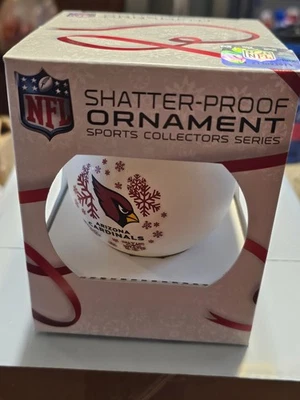 NFL
SHATTER-PROOF
ORNAMENT
SPORTS COLLECTORS SERIES
ARIZONA
CARDINALS